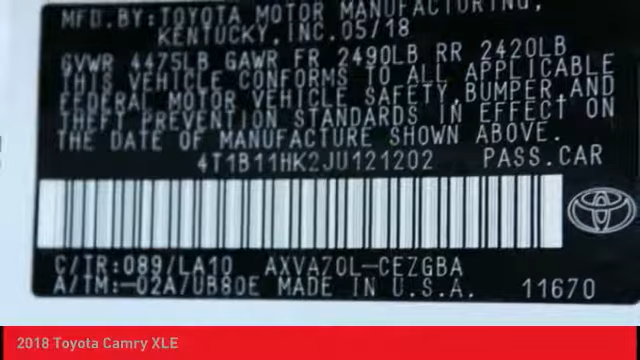 MFD.BY:TOYOTA MOTOR MANUFACTURING,
KENTUCKY,INC.05/18
GVWR 4475LB GAWR FR 2490LB RR 2420LB
THIS VEHICLE CONFORMS TO ALL APPLICABLE
FEDERAL MOTOR VEHICLE SAFETY,BUMPER,AND
THEFT PREVENTION STANDARDS IN EFFECT ON
THE DATE OF MANUFACTURE SHOWN ABOVE.
4T1B11HK2JU121202 PASS.CAR
C/TR:089/LA10 AXVA70L-CEZGBA
A/TM:-02A/UB80E MADE IN U.S.A. 11670
2018 Toyota Camry XLE